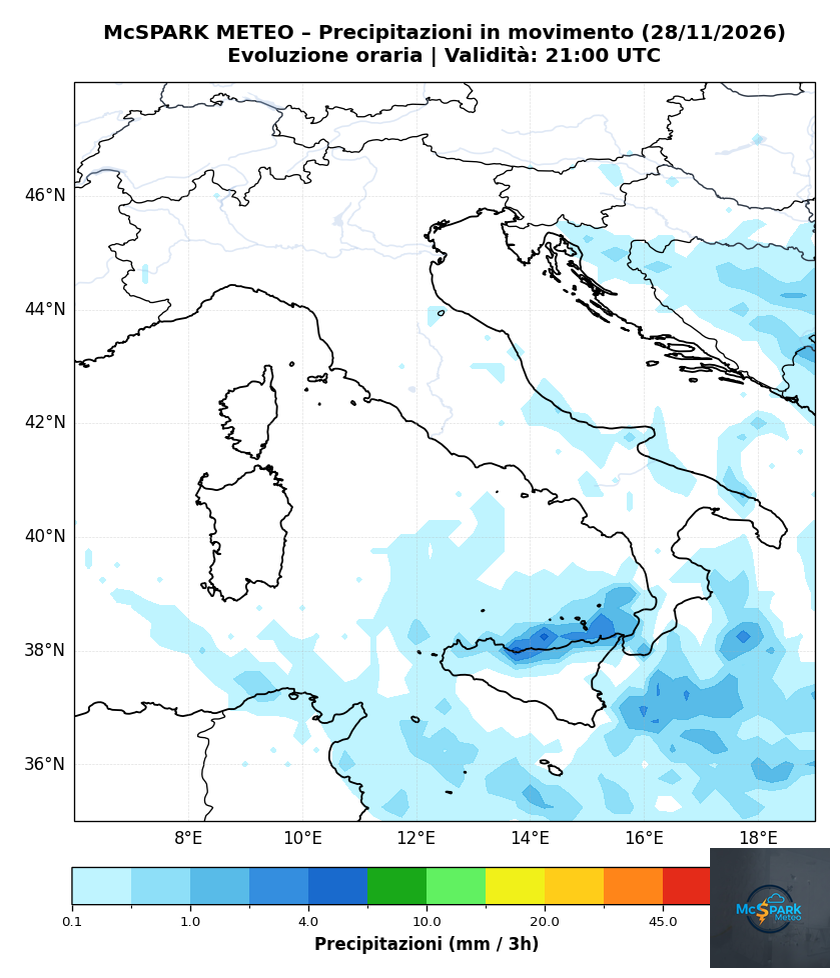 McSPARK METEO – Precipitazioni in movimento (28/11/2026)
Evoluzione oraria | Validità: 21:00 UTC
46°N
44°N
42°N
40°N
38°N
36°N
8°E 10°E 12°E 14°E 16°E 18°E
0.1 1.0 4.0 10.0 20.0 45.0
Precipitazioni (mm / 3h)
McSPARK
Meteo